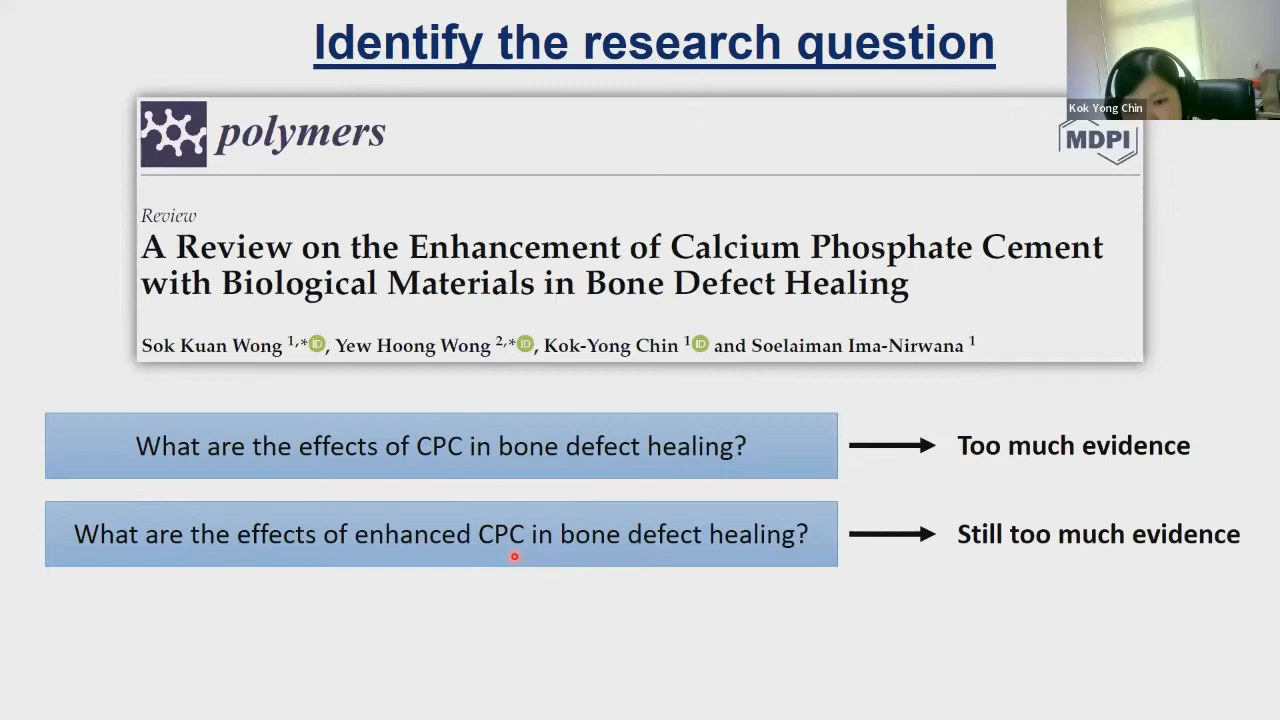 Identify the research question
Kok Yong Chin
polymers
MDPI
Review
A Review on the Enhancement of Calcium Phosphate Cement
with Biological Materials in Bone Defect Healing
Sok Kuan Wong 1,* iD, Yew Hoong Wong 2,* iD, Kok-Yong Chin 1 iD and Soelaiman Ima-Nirwana 1
What are the effects of CPC in bone defect healing?
Too much evidence
What are the effects of enhanced CPC in bone defect healing?
Still too much evidence